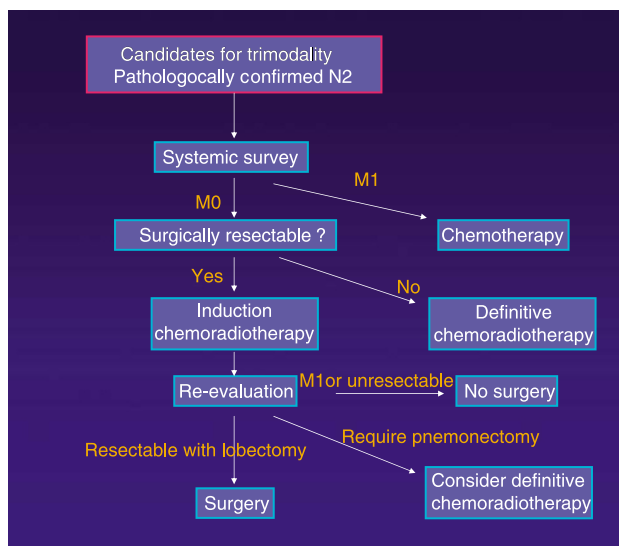 Candidates for trimodality
Pathologocally confirmed N2
Systemic survey
M1
M0
Surgically resectable ?
Chemotherapy
Yes
No
Induction
chemoradiotherapy
Definitive
chemoradiotherapy
Re-evaluation
M1or unresectable
No surgery
Resectable with lobectomy
Require pnemonectomy
Surgery
Consider definitive
chemoradiotherapy